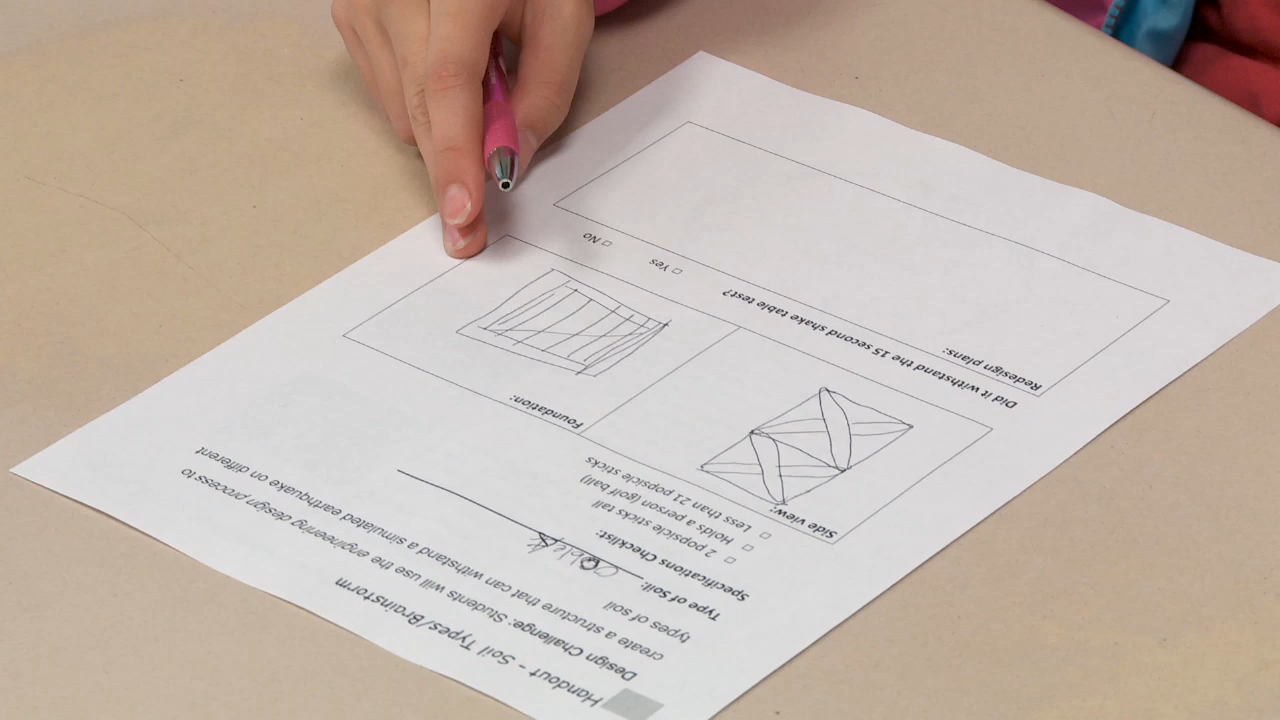 Handout - Soil Types/Brainstorm
Design Challenge: Students will use the engineering design process to
create a structure that can withstand a simulated earthquake on different
types of soil
Type of Soil:
Specifications Checklist:
2 popsicle sticks tall
Holds a person (golf ball)
Less than 21 popsicle sticks
Side view:
Foundation:
Did it withstand the 15 second shake table test?
Yes
No
Redesign plans: